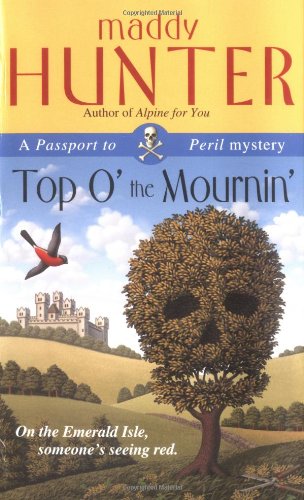 maddy
HUNTER
Author of Alpine for You
A Passport to Peril mystery
Top O' the Mournin'
On the Emerald Isle,
someone's seeing red.